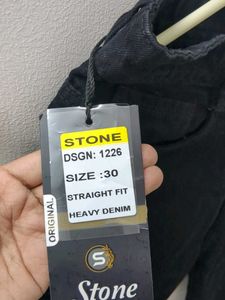 STONE
DSGN: 1226
SIZE :30
STRAIGHT FIT
HEAVY DENIM
ORIGINAL
S
Stone